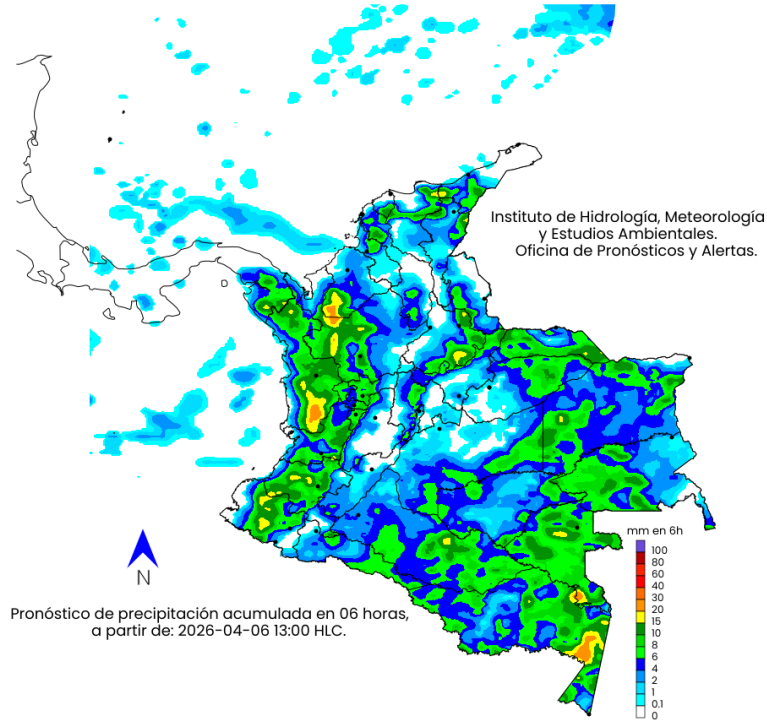 Instituto de Hidrología, Meteorología
y Estudios Ambientales.
Oficina de Pronósticos y Alertas.
mm en 6h
100
80
60
40
30
20
15
10
8
6
4
2
1
0.1
0
N
Pronóstico de precipitación acumulada en 06 horas,
a partir de: 2026-04-06 13:00 HLC.